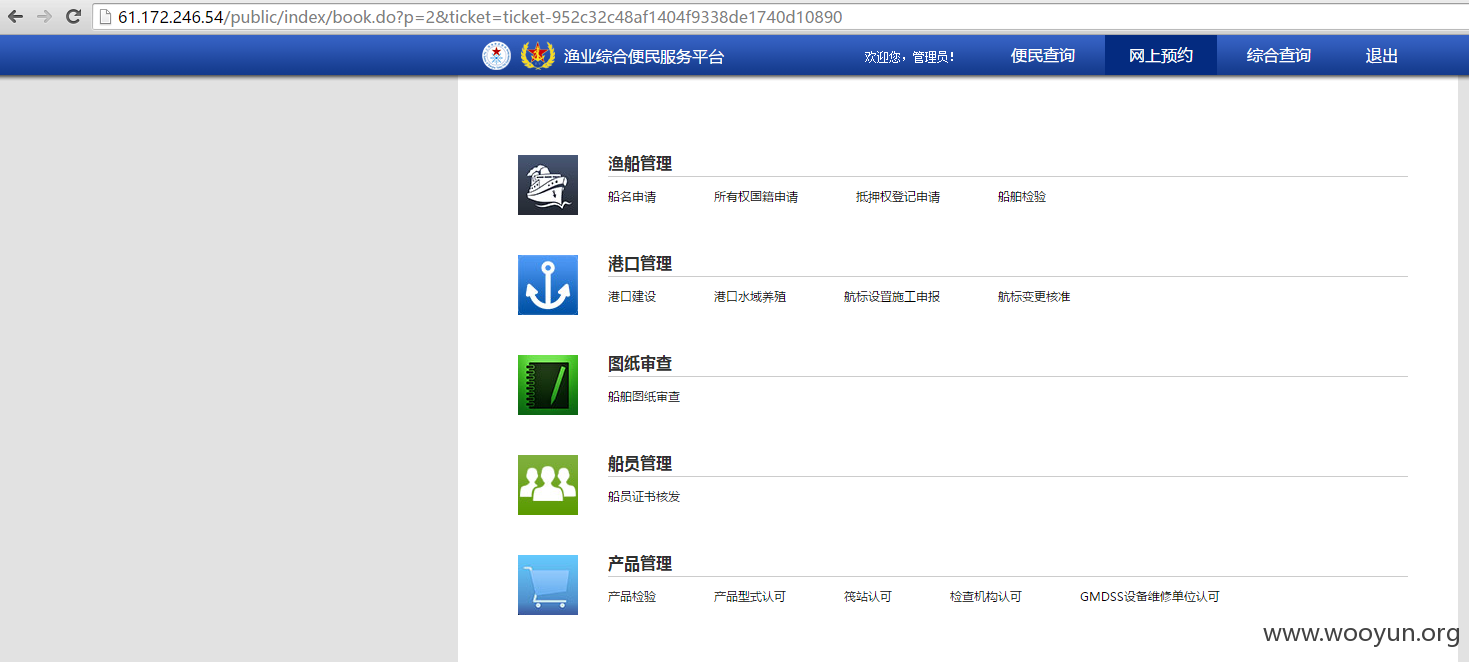 61.172.246.54/public/index/book.do?p=2&ticket=ticket-952c32c48af1404f9338de1740d10890
渔业综合便民服务平台 欢迎您，管理员！ 便民查询 网上预约 综合查询 退出
渔船管理
船名申请 所有权国籍申请 抵押权登记申请 船舶检验
港口管理
港口建设 港口水域养殖 航标设置施工申报 航标变更核准
图纸审查
船舶图纸审查
船员管理
船员证书核发
产品管理
产品检验 产品型式认可 筏站认可 检查机构认可 GMDSS设备维修单位认可
www.wooyun.org